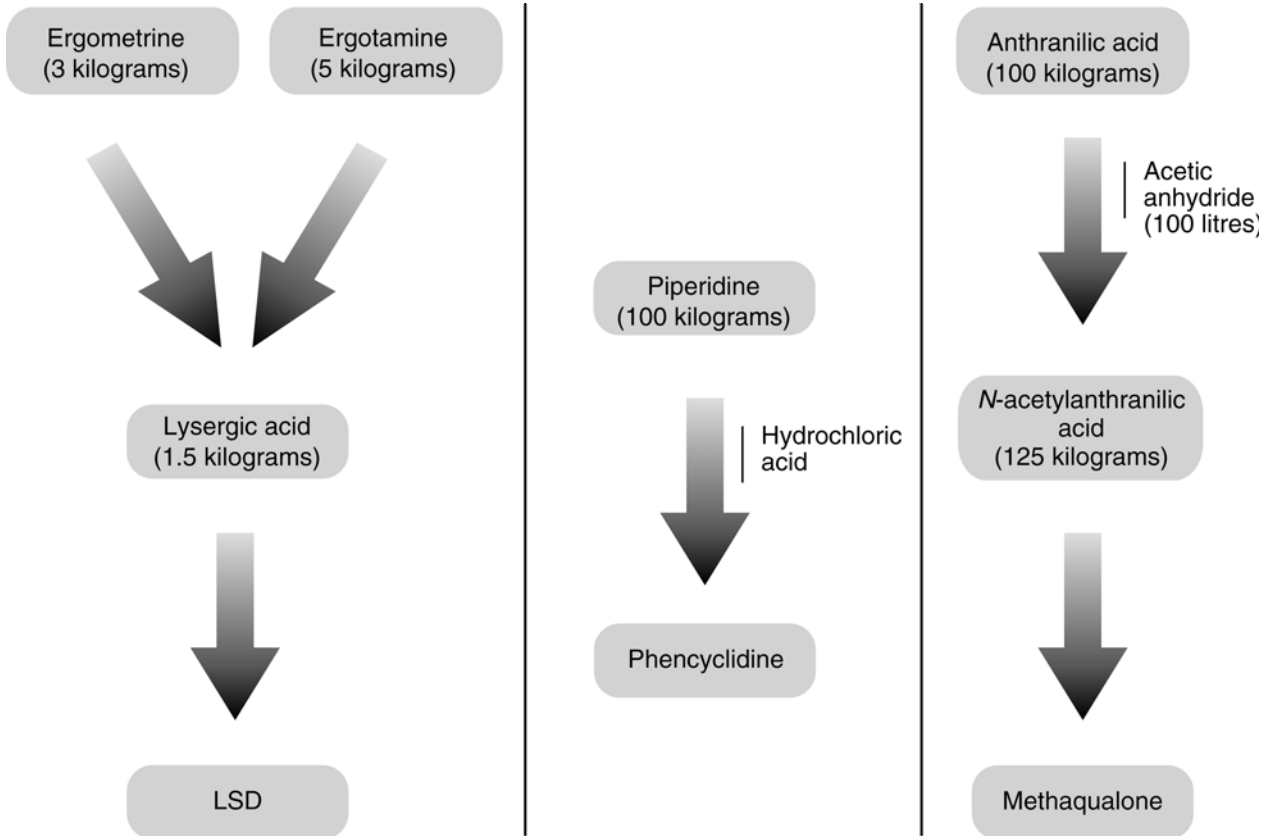 Ergometrine
(3 kilograms)
Ergotamine
(5 kilograms)
Lysergic acid
(1.5 kilograms)
LSD
Piperidine
(100 kilograms)
Hydrochloric
acid
Phencyclidine
Anthranilic acid
(100 kilograms)
Acetic
anhydride
(100 litres)
N-acetylanthranilic
acid
(125 kilograms)
Methaqualone